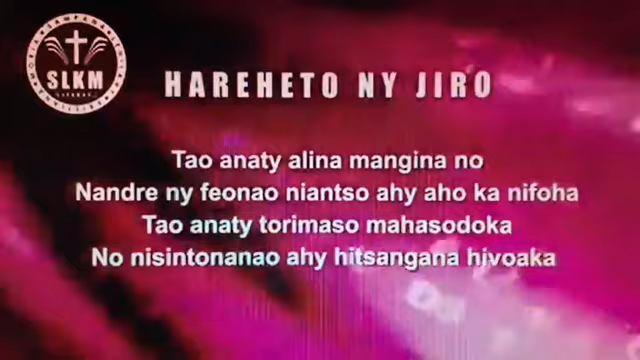 SLKM
HAREHETO NY JIRO
Tao anaty alina mangina no
Nandre ny feonao niantso ahy aho ka nifoha
Tao anaty torimaso mahasodoka
No nisintonanao ahy hitsangana hivoaka